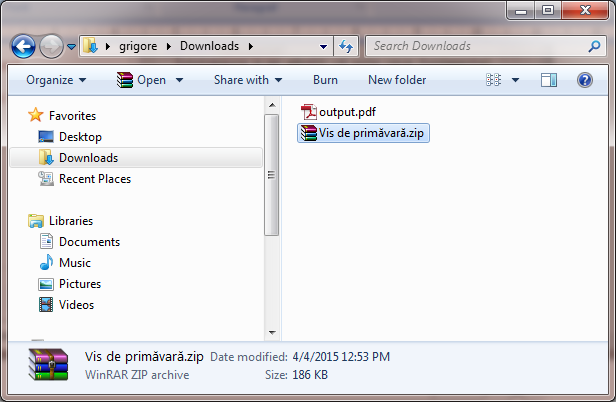 grigore Downloads Search Downloads
Organize Open Share with Burn New folder
Favorites
Desktop
Downloads
Recent Places
Libraries
Documents
Music
Pictures
Videos
output.pdf
Vis de primăvară.zip
Vis de primăvară.zip Date modified: 4/4/2015 12:53 PM
WinRAR ZIP archive Size: 186 KB